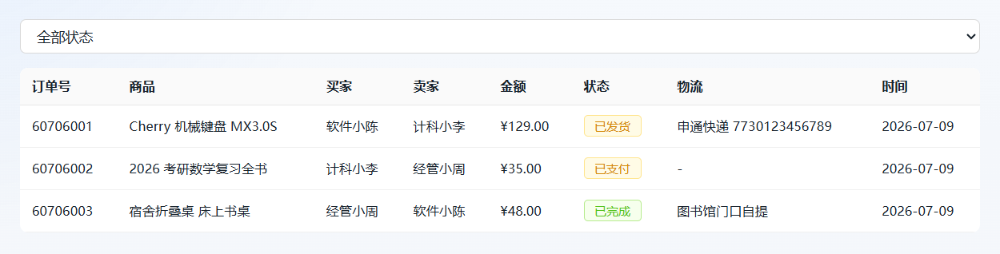 全部状态
订单号 商品 买家 卖家 金额 状态 物流 时间
60706001 Cherry 机械键盘 MX3.0S 软件小陈 计科小李 ¥129.00 已发货 申通快递 7730123456789 2026-07-09
60706002 2026 考研数学复习全书 计科小李 经管小周 ¥35.00 已支付 - 2026-07-09
60706003 宿舍折叠桌 床上书桌 经管小周 软件小陈 ¥48.00 已完成 图书馆门口自提 2026-07-09